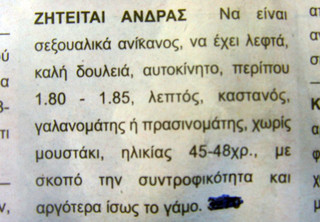 ΖΗΤΕΙΤΑΙ ΑΝΔΡΑΣ Να είναι
σεξουαλικά ανίκανος, να έχει λεφτά,
καλή δουλειά, αυτοκίνητο, περίπου
1.80 - 1.85, λεπτός, καστανός,
γαλανομάτης ή πρασινομάτης, χωρίς
μουστάκι, ηλικίας 45-48χρ., με
σκοπό την συντροφικότητα και
αργότερα ίσως το γάμο.